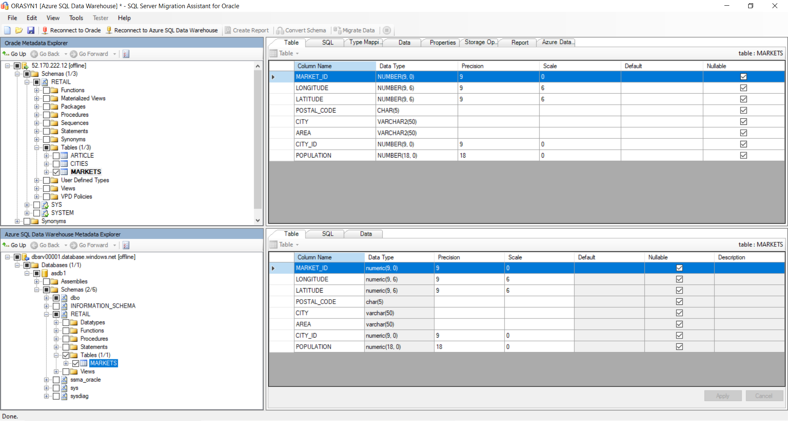 ORASYN1 [Azure SQL Data Warehouse] * - SQL Server Migration Assistant for Oracle
File Edit View Tools Tester Help
Reconnect to Oracle Reconnect to Azure SQL Data Warehouse Create Report Convert Schema Migrate Data
Oracle Metadata Explorer
Go Up Go Back Go Forward
52.170.222.12 [offline]
Schemas (1/3)
RETAIL
Functions
Materialized Views
Packages
Procedures
Sequences
Statements
Synonyms
Tables (1/3)
ARTICLE
CITIES
MARKETS
User Defined Types
Views
VPD Policies
SYS
SYSTEM
Synonyms
Table SQL Type Mappi.. Data Properties Storage Op.. Report Azure Data..
Table table : MARKETS
Column Name Data Type Precision Scale Default Nullable
MARKET_ID NUMBER(9, 0) 9 0
LONGITUDE NUMBER(9, 6) 9 6
LATITUDE NUMBER(9, 6) 9 6
POSTAL_CODE CHAR(5)
CITY VARCHAR2(50)
AREA VARCHAR2(50)
CITY_ID NUMBER(9, 0) 9 0
POPULATION NUMBER(18, 0) 18 0
Azure SQL Data Warehouse Metadata Explorer
Go Up Go Back Go Forward
dbsrv00001.database.windows.net [offline]
Databases (1/1)
asdb1
Assemblies
Schemas (2/6)
dbo
INFORMATION_SCHEMA
RETAIL
Datatypes
Functions
Procedures
Statements
Tables (1/1)
MARKETS
Views
ssma_oracle
sys
sysdiag
Table SQL Data
Table table : MARKETS
Column Name Data Type Precision Scale Default Nullable Description
MARKET_ID numeric(9, 0) 9 0
LONGITUDE numeric(9, 6) 9 6
LATITUDE numeric(9, 6) 9 6
POSTAL_CODE char(5)
CITY varchar(50)
AREA varchar(50)
CITY_ID numeric(9, 0) 9 0
POPULATION numeric(18, 0) 18 0
Apply Cancel
Done.